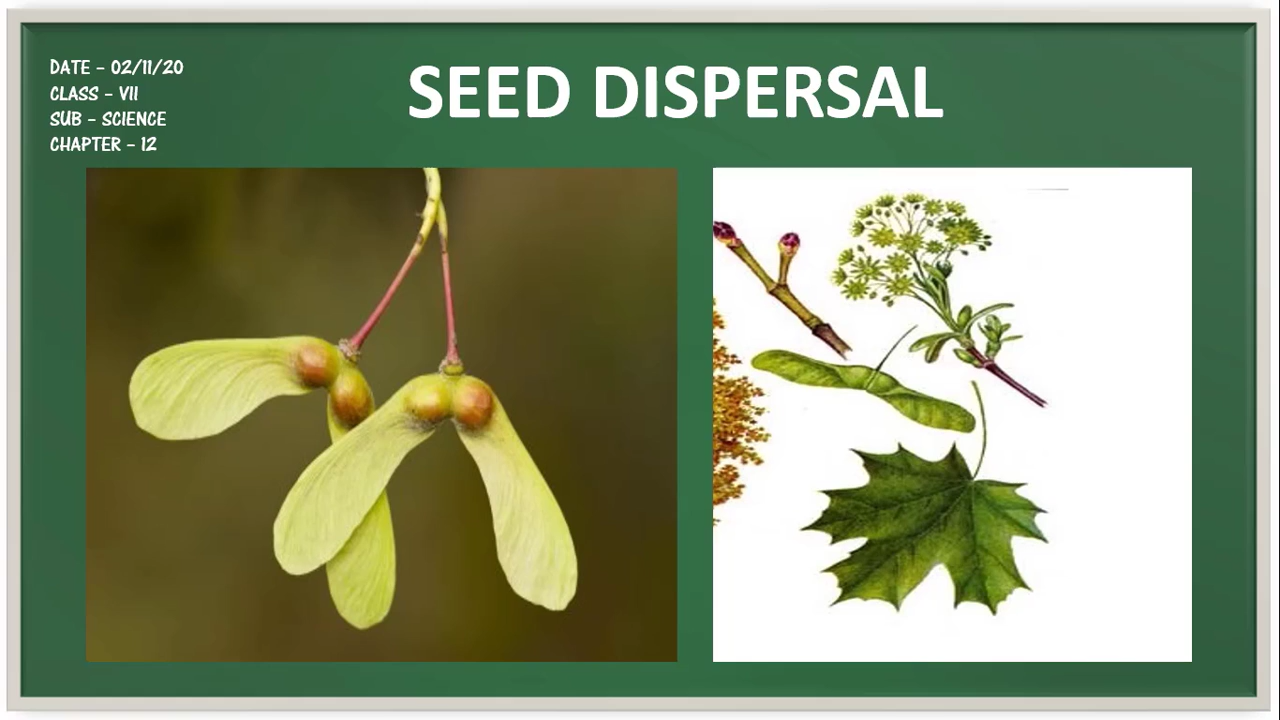 DATE – 02/11/20
CLASS – VII
SUB – SCIENCE
CHAPTER – 12
SEED DISPERSAL